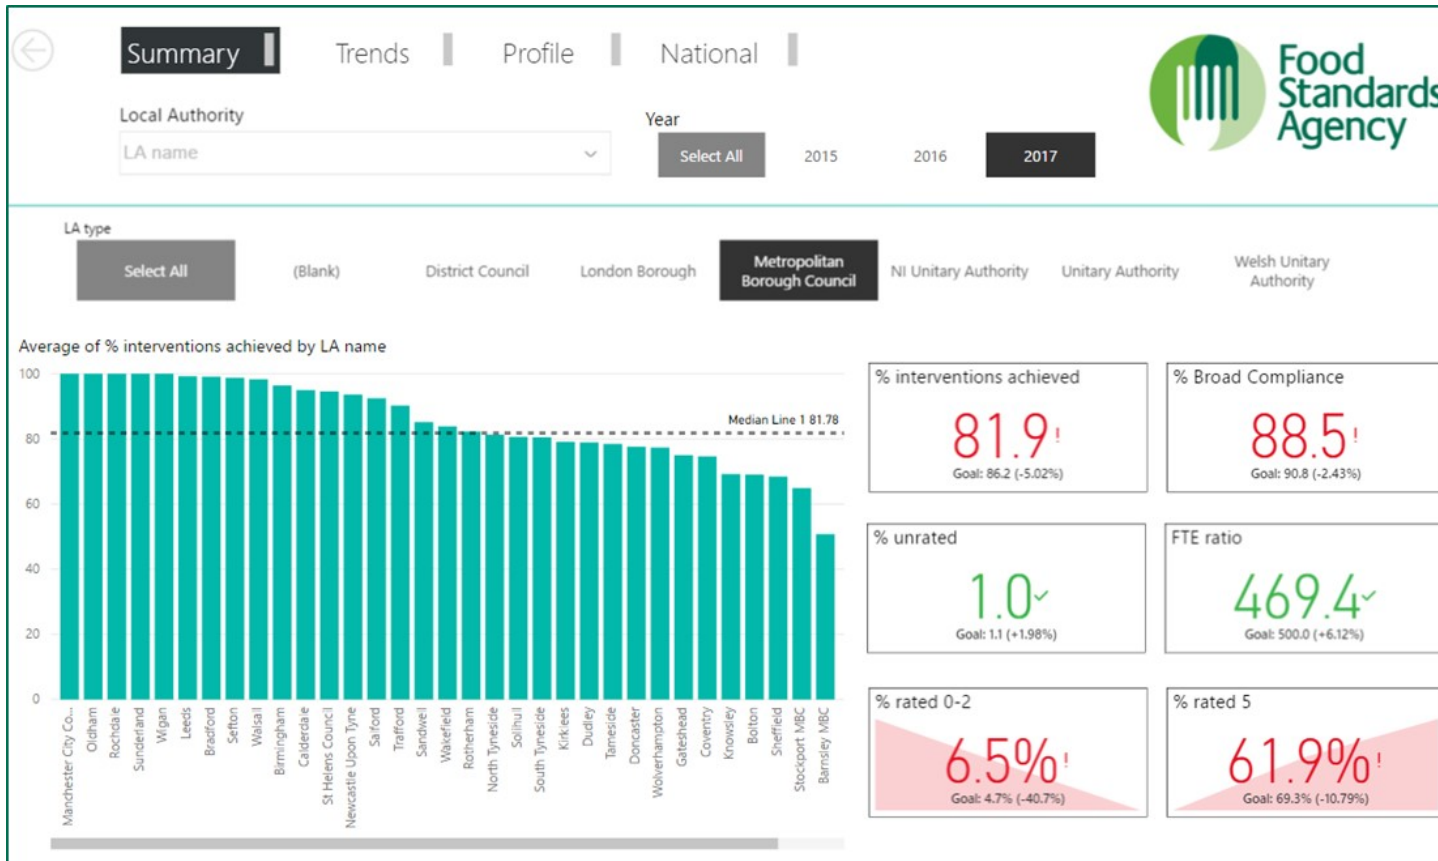 Summary
Trends
Profile
National
Food
Standards
Agency
Local Authority
LA name
Year
Select All
2015
2016
2017
LA type
Select All
(Blank)
District Council
London Borough
Metropolitan
Borough Council
NI Unitary Authority
Unitary Authority
Welsh Unitary
Authority
Average of % interventions achieved by LA name
100
80
60
40
20
0
Median Line 1 81.78
Manchester City Co...
Oldham
Rochdale
Sunderland
Wigan
Leeds
Bradford
Sefton
Walsall
Birmingham
Calderdale
St Helens Council
Newcastle Upon Tyne
Salford
Trafford
Sandwell
Wakefield
Rotherham
North Tyneside
Solihull
South Tyneside
Kirklees
Dudley
Tameside
Doncaster
Wolverhampton
Gateshead
Coventry
Knowsley
Bolton
Sheffield
Stockport MBC
Barnsley MBC
% interventions achieved
81.9!
Goal: 86.2 (-5.02%)
% Broad Compliance
88.5!
Goal: 90.8 (-2.43%)
% unrated
1.0
Goal: 1.1 (+1.98%)
FTE ratio
469.4
Goal: 500.0 (+6.12%)
% rated 0-2
6.5%!
Goal: 4.7% (-40.7%)
% rated 5
61.9%!
Goal: 69.3% (-10.79%)